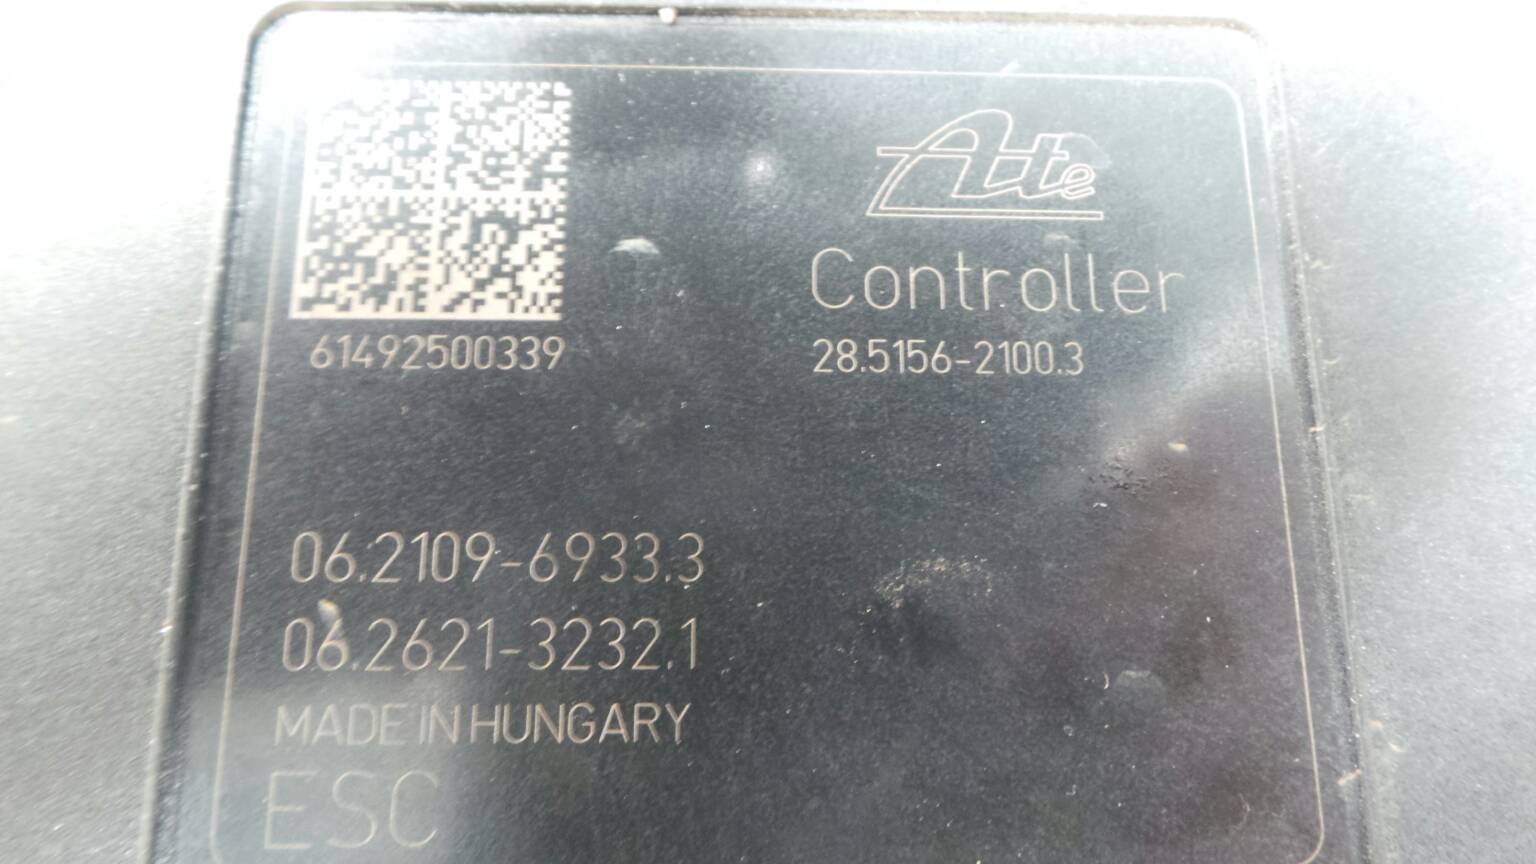 Ate
Controller
61492500339
28.5156-2100.3
06.2109-6933.3
06.2621-3232.1
MADE IN HUNGARY
ESC